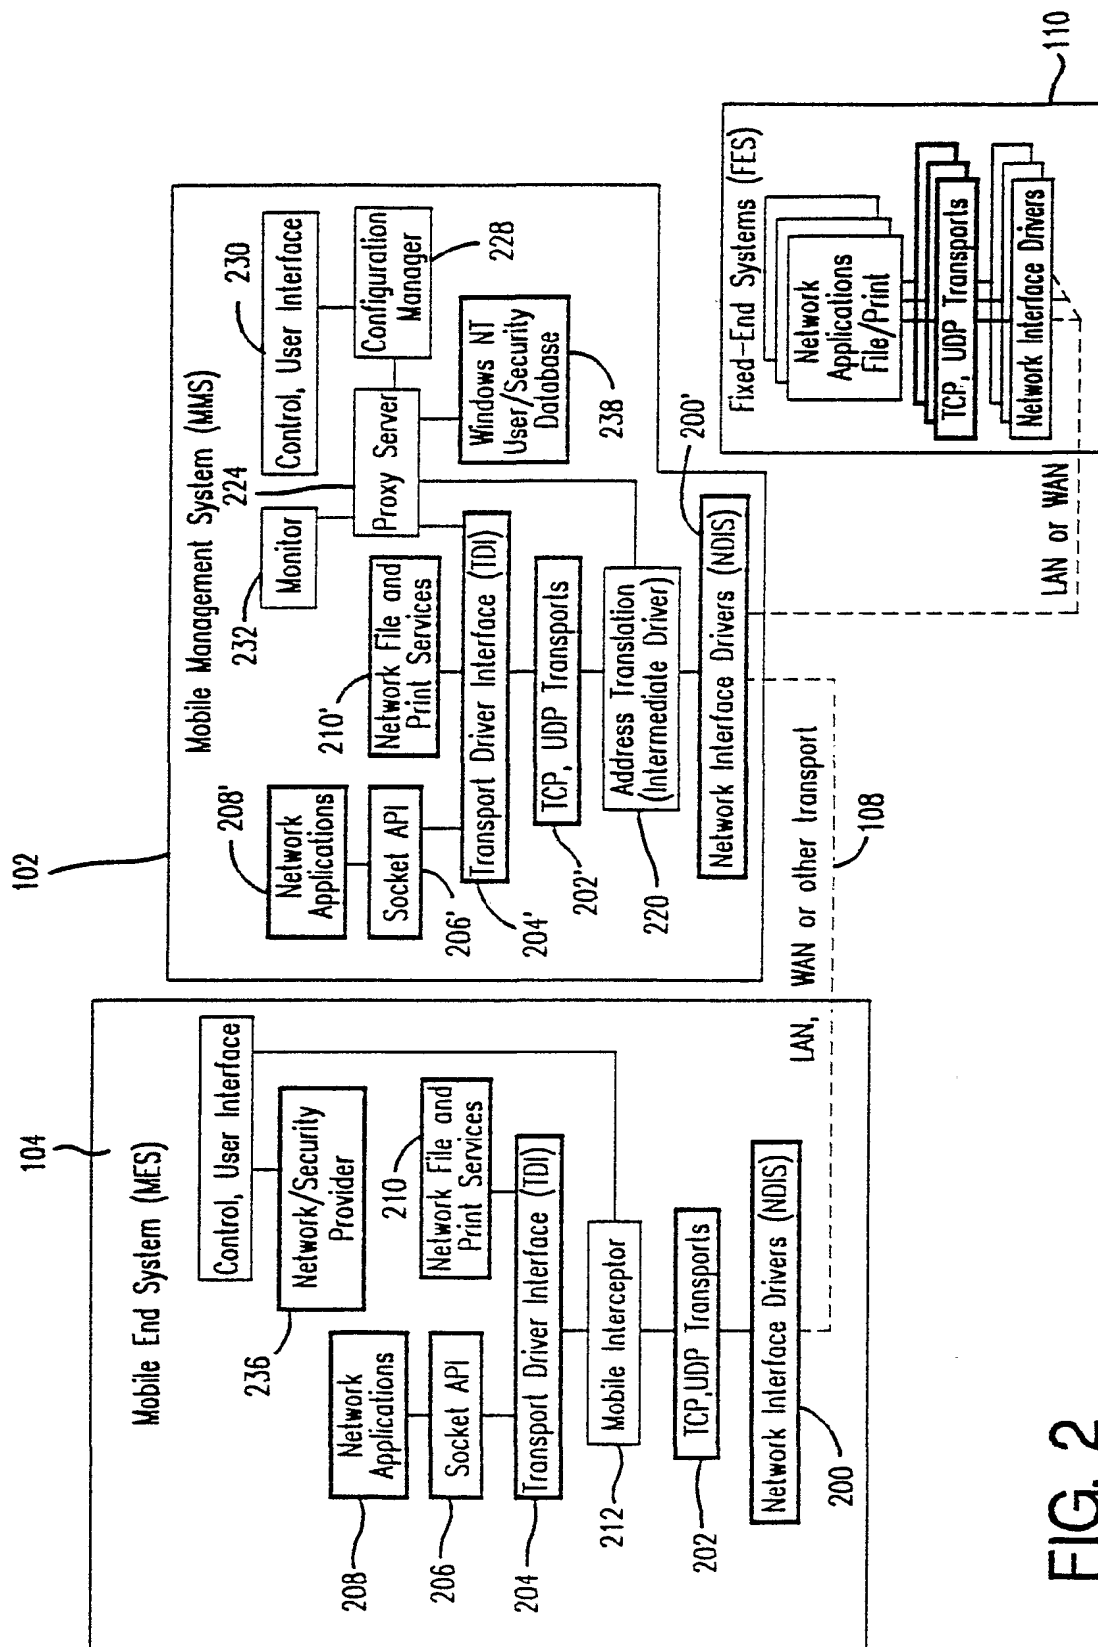 104
Mobile End System (MES)
Control, User Interface
Network/Security
Provider
236
210
Network File and
Print Services
Network
Applications
208
Socket API
206
Transport Driver Interface (TDI)
204
Mobile Interceptor
212
TCP,UDP Transports
202
Network Interface Drivers (NDIS)
200
102
Mobile Management System (MMS)
230
Control, User Interface
224
Monitor
232
Configuration
Manager
228
Proxy Server
Windows NT
User/Security
Database
238
208'
Network
Applications
210'
Network File and
Print Services
Socket API
206'
Transport Driver Interface (TDI)
204'
TCP, UDP Transports
202'
Address Translation
(Intermediate Driver)
220
200'
Network Interface Drivers (NDIS)
LAN, WAN or other transport
108
LAN or WAN
110
Fixed-End Systems (FES)
Network
Applications
File/Print
TCP, UDP Transports
Network Interface Drivers
FIG. 2